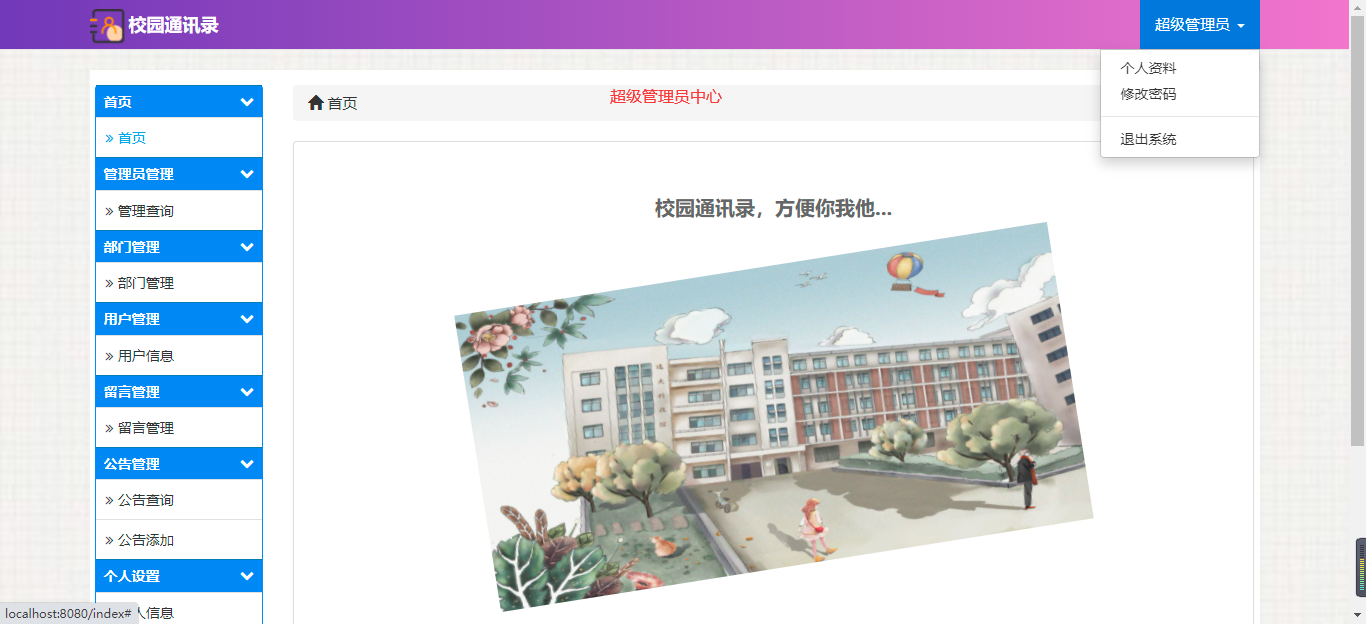 校园通讯录
超级管理员
个人资料
修改密码
退出系统
首页
» 首页
管理员管理
» 管理查询
部门管理
» 部门管理
用户管理
» 用户信息
留言管理
» 留言管理
公告管理
» 公告查询
» 公告添加
个人设置
人信息
首页
超级管理员中心
校园通讯录，方便你我他...
localhost:8080/index#